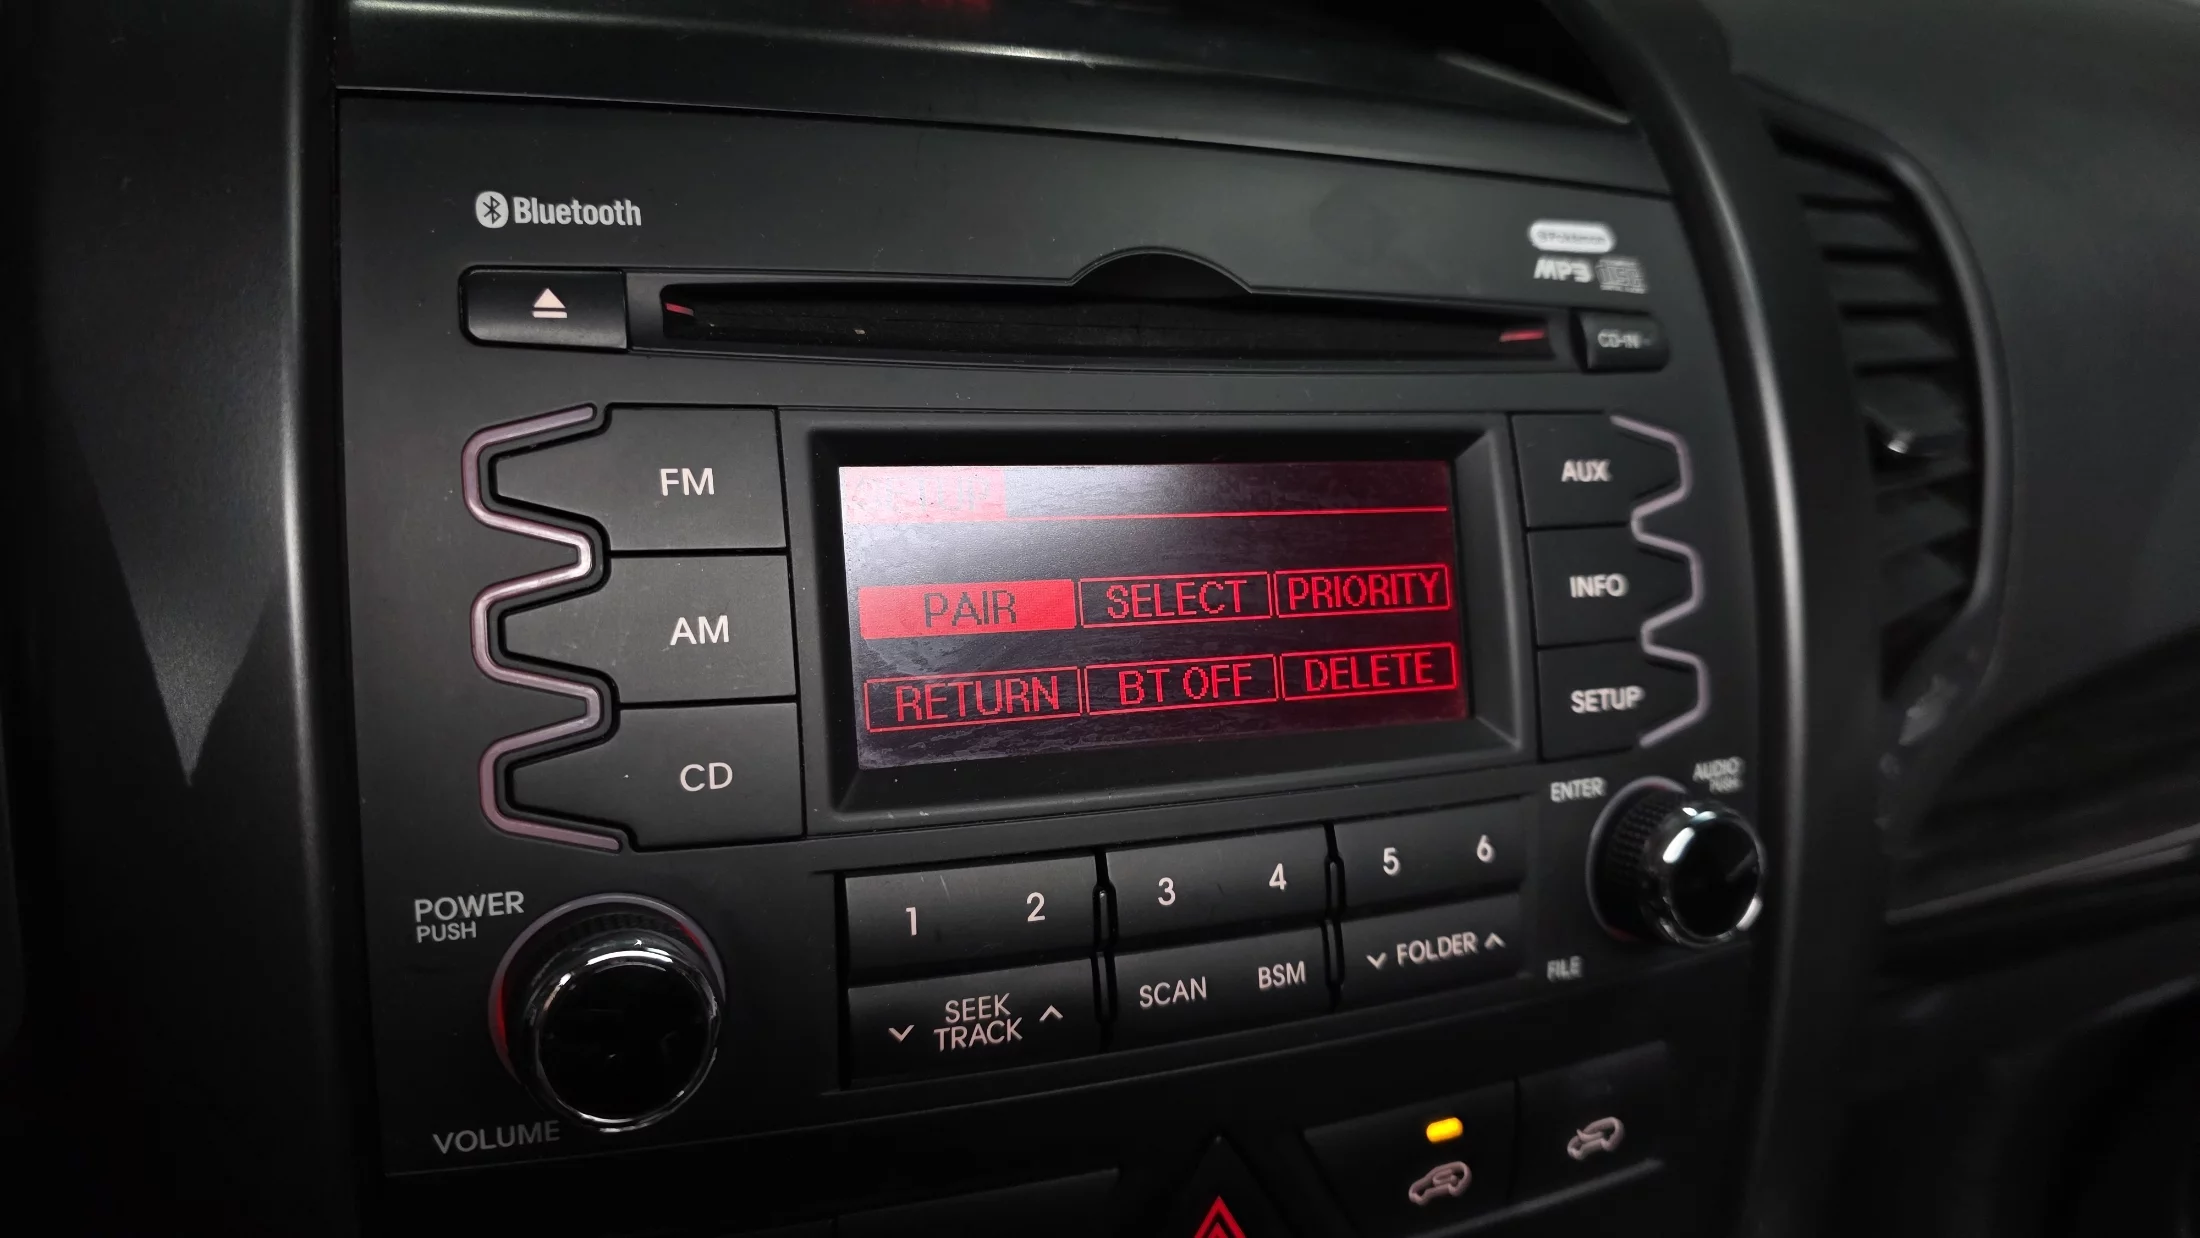 Bluetooth
MP3
CD-IN
FM
AM
CD
SETUP
PAIR SELECT PRIORITY
RETURN BT OFF DELETE
AUX
INFO
SETUP
ENTER
AUDIO
PUSH
FILE
POWER
PUSH
VOLUME
1 2 3 4 5 6
SEEK
TRACK
SCAN BSM
FOLDER